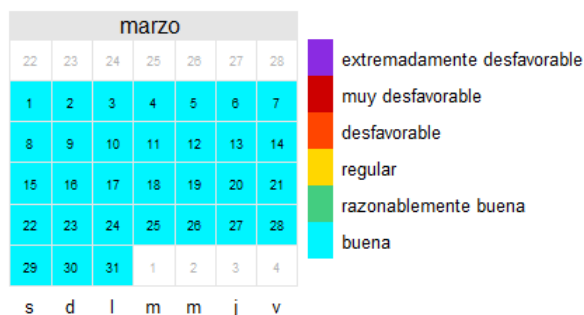 marzo
22 23 24 25 26 27 28
1 2 3 4 5 6 7
8 9 10 11 12 13 14
15 16 17 18 19 20 21
22 23 24 25 26 27 28
29 30 31 1 2 3 4
s d l m m j v
extremadamente desfavorable
muy desfavorable
desfavorable
regular
razonablemente buena
buena